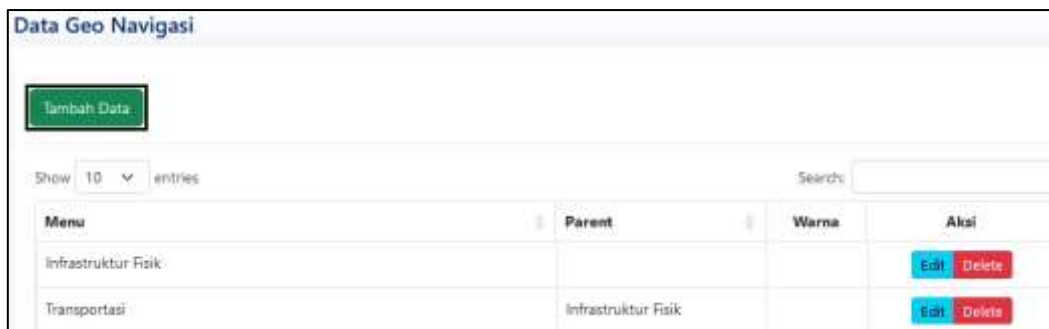 Data Geo Navigasi
Tambah Data
Show 10 entries Search:
Menu Parent Warna Aksi
Infrastruktur Fisik Edit Delete
Transportasi Infrastruktur Fisik Edit Delete